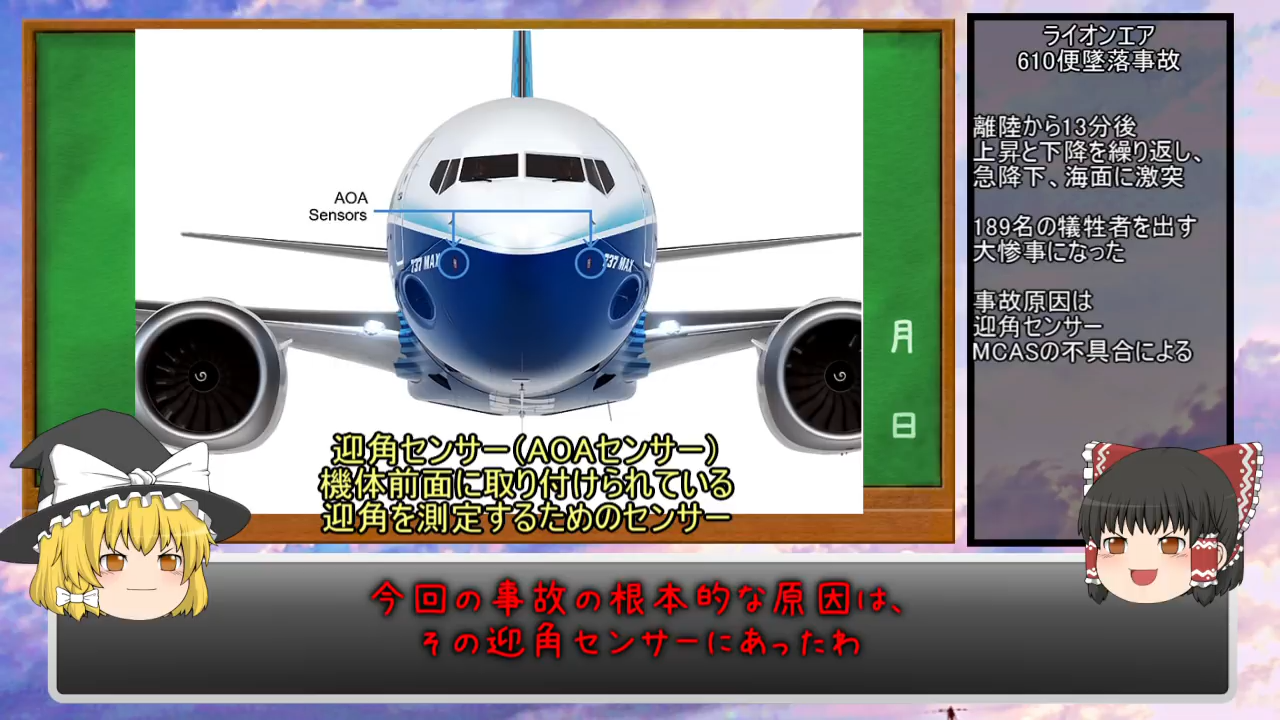 ライオンエア
610便墜落事故
離陸から13分後
上昇と下降を繰り返し、
急降下、海面に激突
189名の犠牲者を出す
大惨事になった
事故原因は
迎角センサー
MCASの不具合による
AOA
Sensors
737 MAX
737 MAX
月
日
迎角センサー(AOAセンサー)
機体前面に取り付けられている
迎角を測定するためのセンサー
今回の事故の根本的な原因は、
その迎角センサーにあったわ